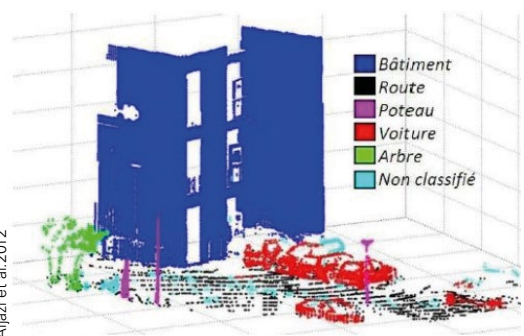 Bâtiment
Route
Poteau
Voiture
Arbre
Non classifié
Aijazi et al.2012